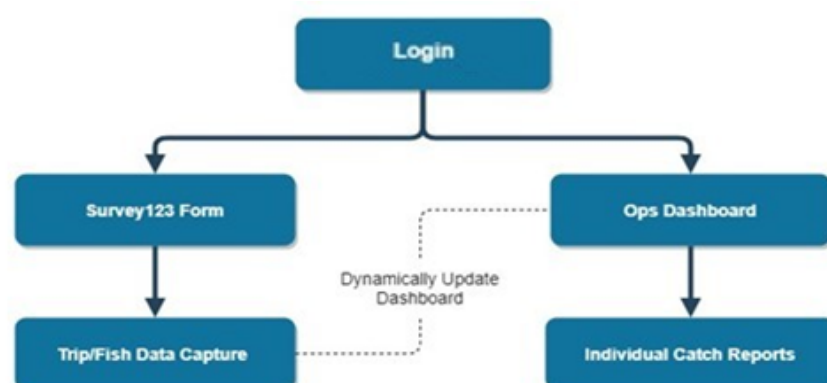 Login
Survey123 Form
Ops Dashboard
Dynamically Update
Dashboard
Trip/Fish Data Capture
Individual Catch Reports